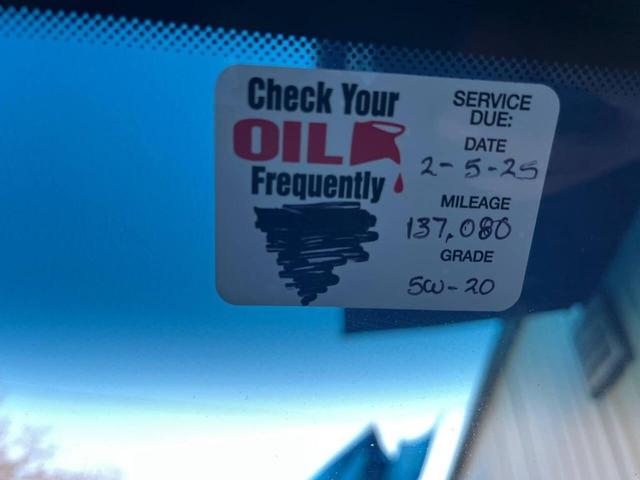 Check Your
OIL
Frequently
SERVICE
DUE:
DATE
2-5-25
MILEAGE
137,080
GRADE
5W-20